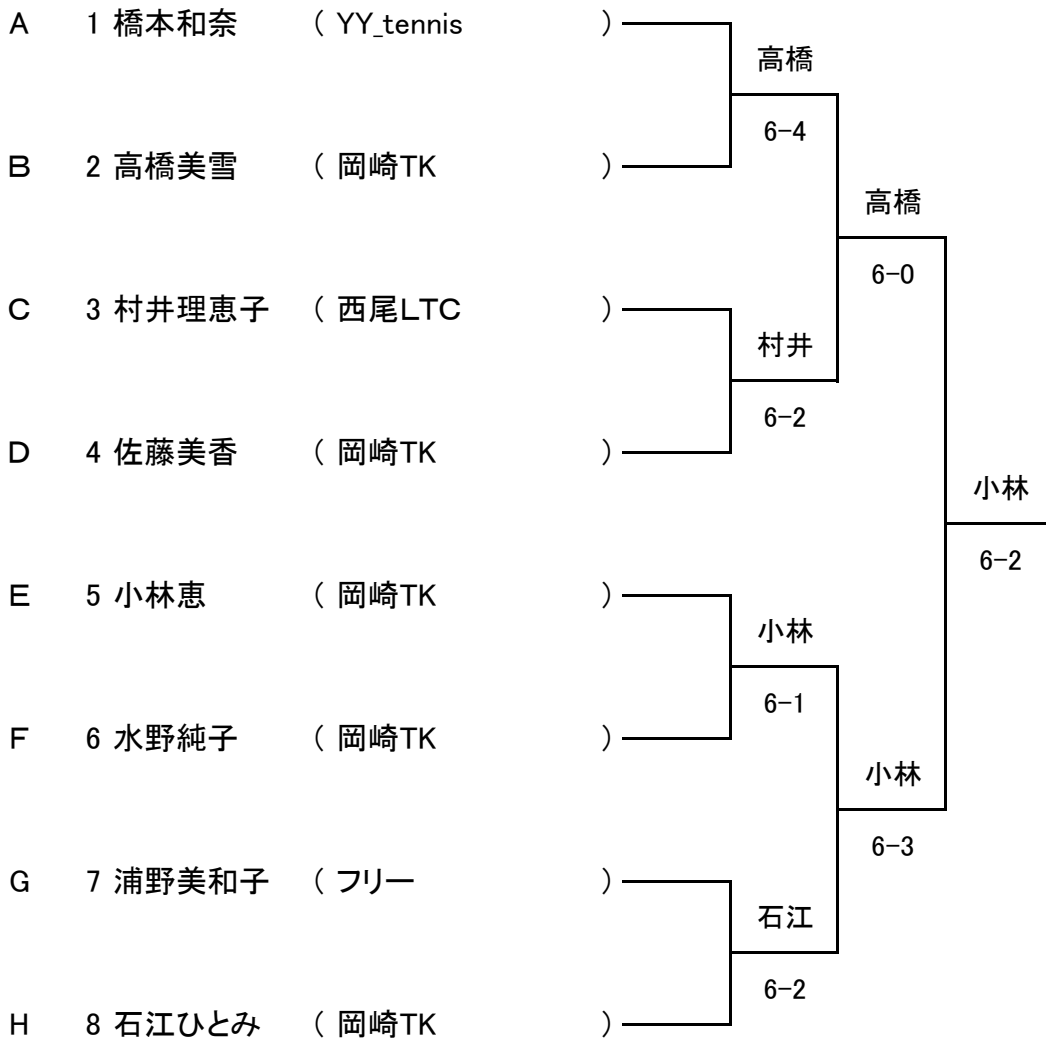 A 1 橋本和奈 ( YY_tennis )
高橋
6-4
B 2 高橋美雪 ( 岡崎TK )
高橋
6-0
C 3 村井理恵子 ( 西尾LTC )
村井
6-2
D 4 佐藤美香 ( 岡崎TK )
小林
6-2
E 5 小林恵 ( 岡崎TK )
小林
6-1
F 6 水野純子 ( 岡崎TK )
小林
6-3
G 7 浦野美和子 ( フリー )
石江
6-2
H 8 石江ひとみ ( 岡崎TK )